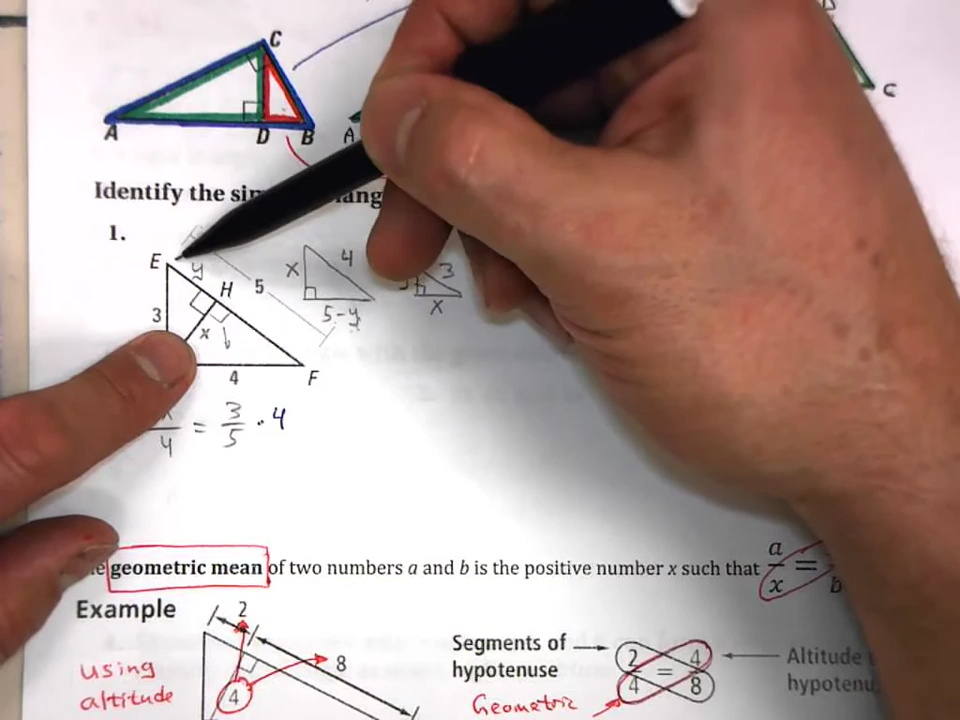 C
A D B A
C
Identify the
1.
E y H 5 x 4 3
3 x 5-y x
4 F
x/4 = 3/5 · 4
geometric mean of two numbers a and b is the positive number x such that a/x =
b
Example 2
using 8
altitude 4
Segments of
hypotenuse
2/4 = 4/8
Altitude
Geometric